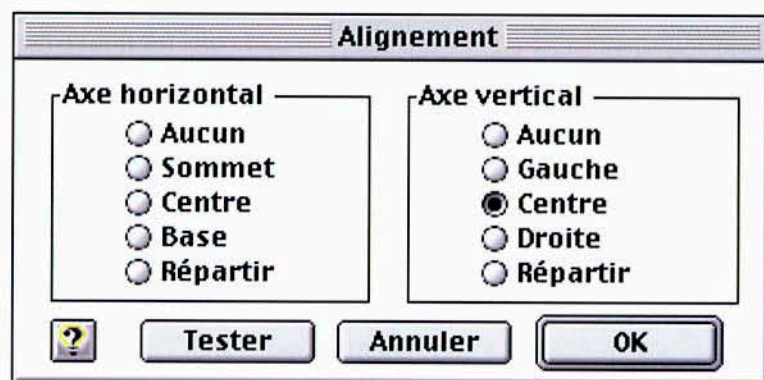 Alignement
Axe horizontal
Aucun
Sommet
Centre
Base
Répartir
Axe vertical
Aucun
Gauche
Centre
Droite
Répartir
?
Tester
Annuler
OK